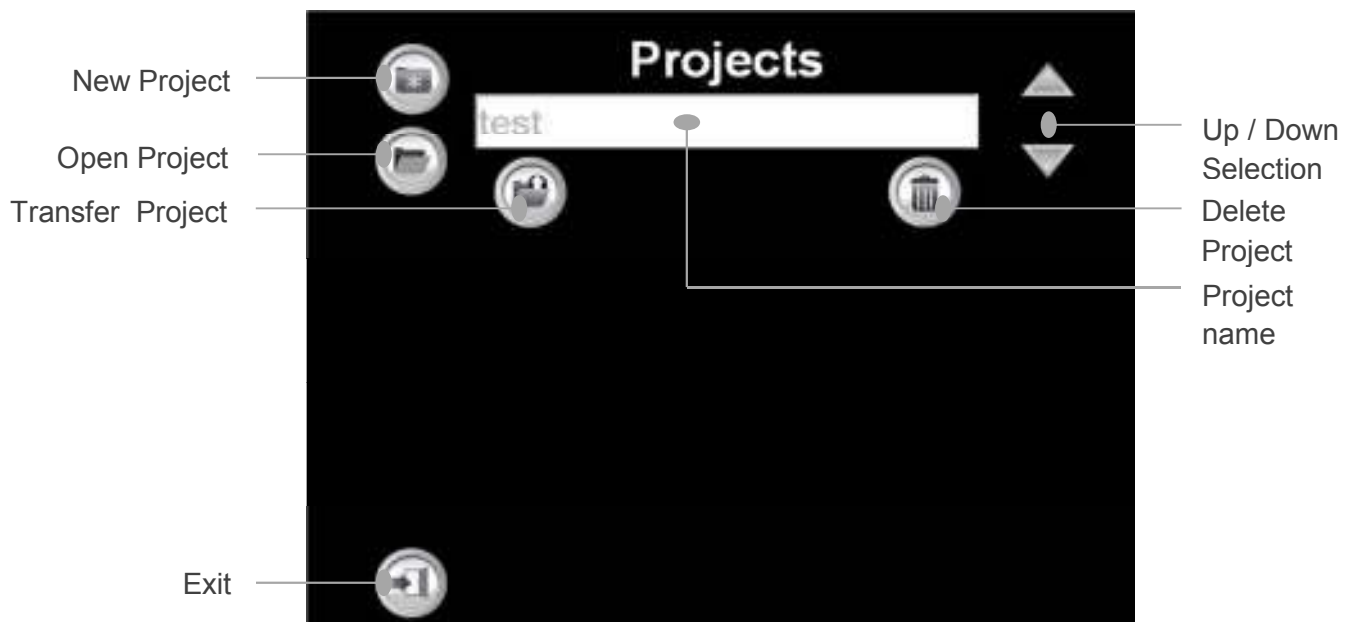 Projects
New Project
test
Up / Down
Selection
Open Project
Transfer Project
Delete
Project
Project
name
Exit